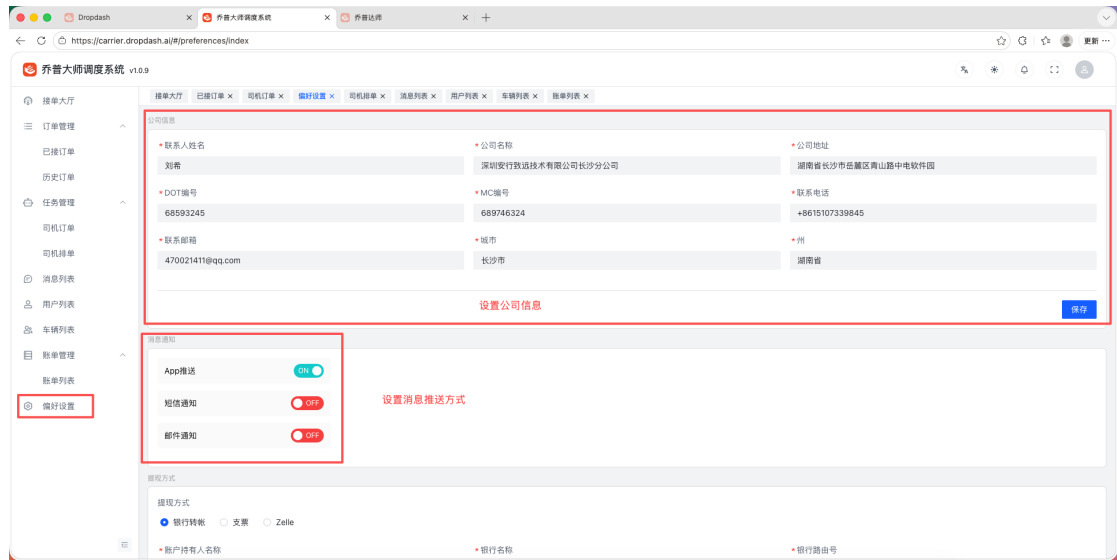 Dropdash
乔普大师调度系统
乔普达师
https://carrier.dropdash.ai/#/preferences/index
更新
乔普大师调度系统 v1.0.9
接单大厅
订单管理
已接订单
历史订单
任务管理
司机订单
司机排单
消息列表
用户列表
车辆列表
账单管理
账单列表
偏好设置
接单大厅 已接订单 司机订单 偏好设置 司机排单 消息列表 用户列表 车辆列表 账单列表
公司信息
*联系人姓名 *公司名称 *公司地址
刘希 深圳安行致远技术有限公司长沙分公司 湖南省长沙市岳麓区青山路中电软件园
*DOT编号 *MC编号 *联系电话
68593245 689746324 +8615107339845
*联系邮箱 *城市 *州
470021411@qq.com 长沙市 湖南省
设置公司信息
保存
消息通知
App推送 ON
短信通知 OFF
设置消息推送方式
邮件通知 OFF
提现方式
提现方式
银行转帐 支票 Zelle
*账户持有人名称 *银行名称 *银行路由号